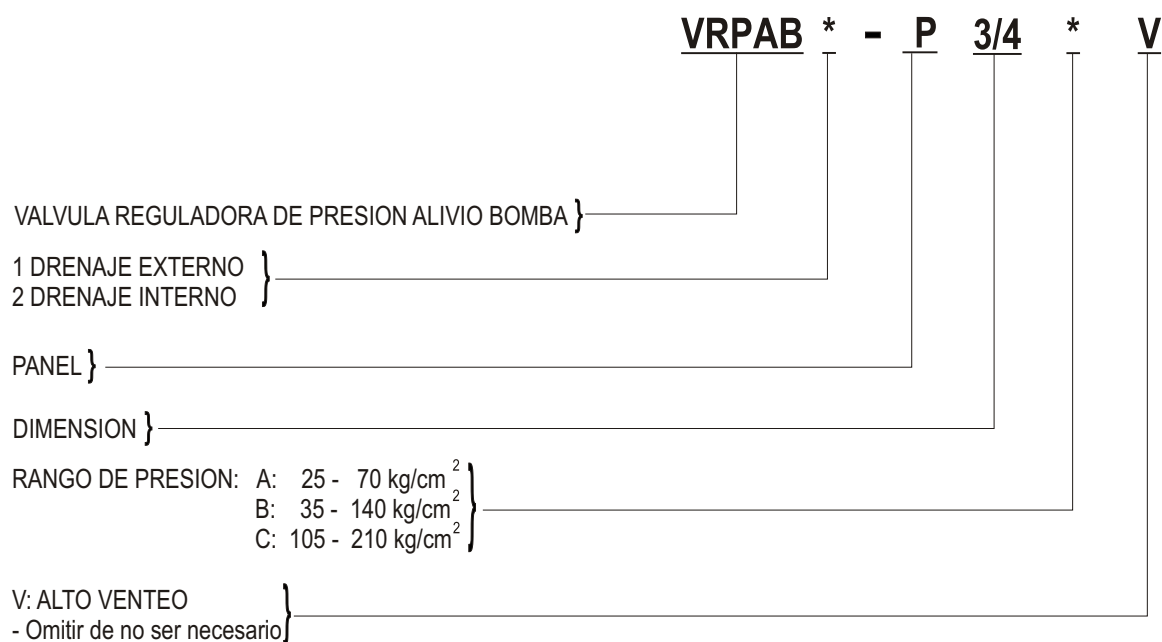 VRPAB * - P 3/4 * V
VALVULA REGULADORA DE PRESION ALIVIO BOMBA }
1 DRENAJE EXTERNO
2 DRENAJE INTERNO }
PANEL }
DIMENSION }
RANGO DE PRESION: A: 25 - 70 kg/cm²
B: 35 - 140 kg/cm²
C: 105 - 210 kg/cm² }
V: ALTO VENTEO
- Omitir de no ser necesario }